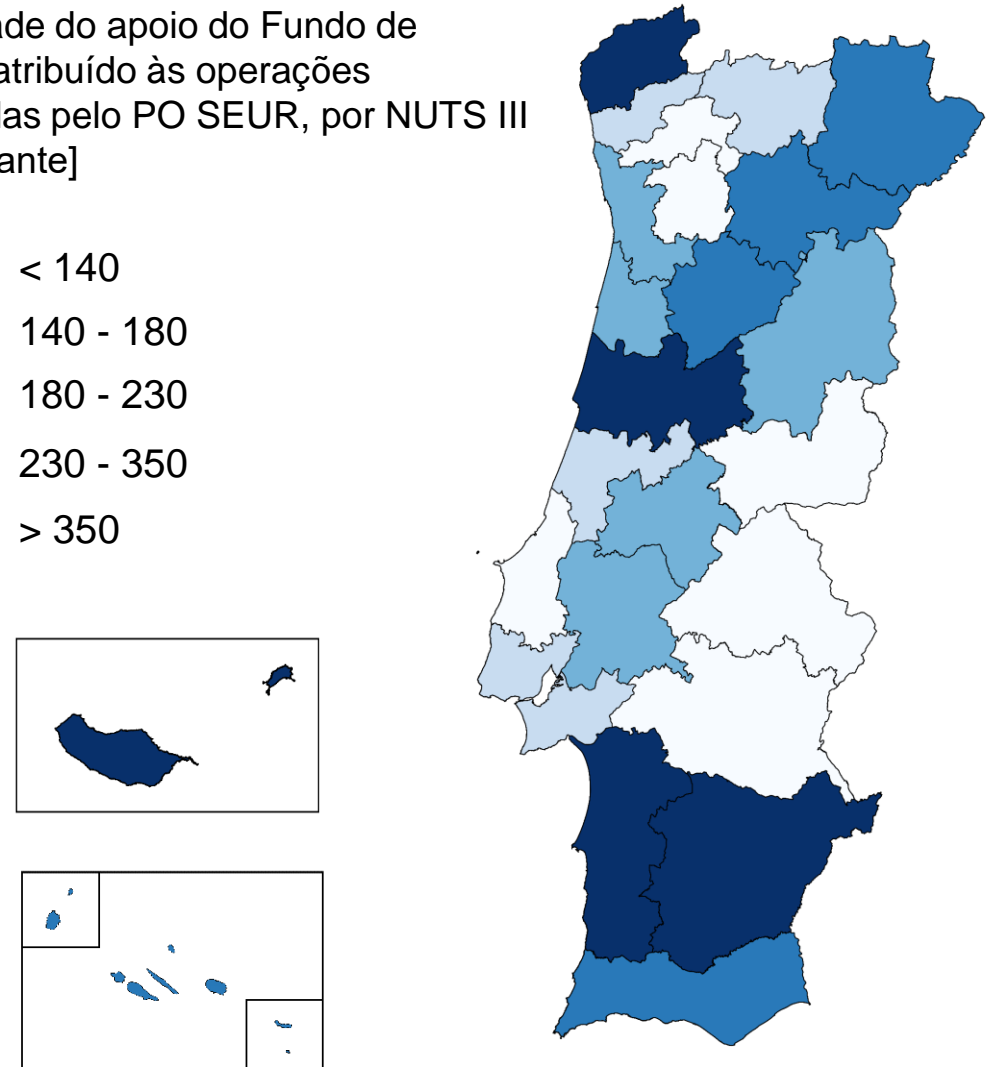 ade do apoio do Fundo de
atribuído às operações
das pelo PO SEUR, por NUTS III
ante]
< 140
140 - 180
180 - 230
230 - 350
> 350